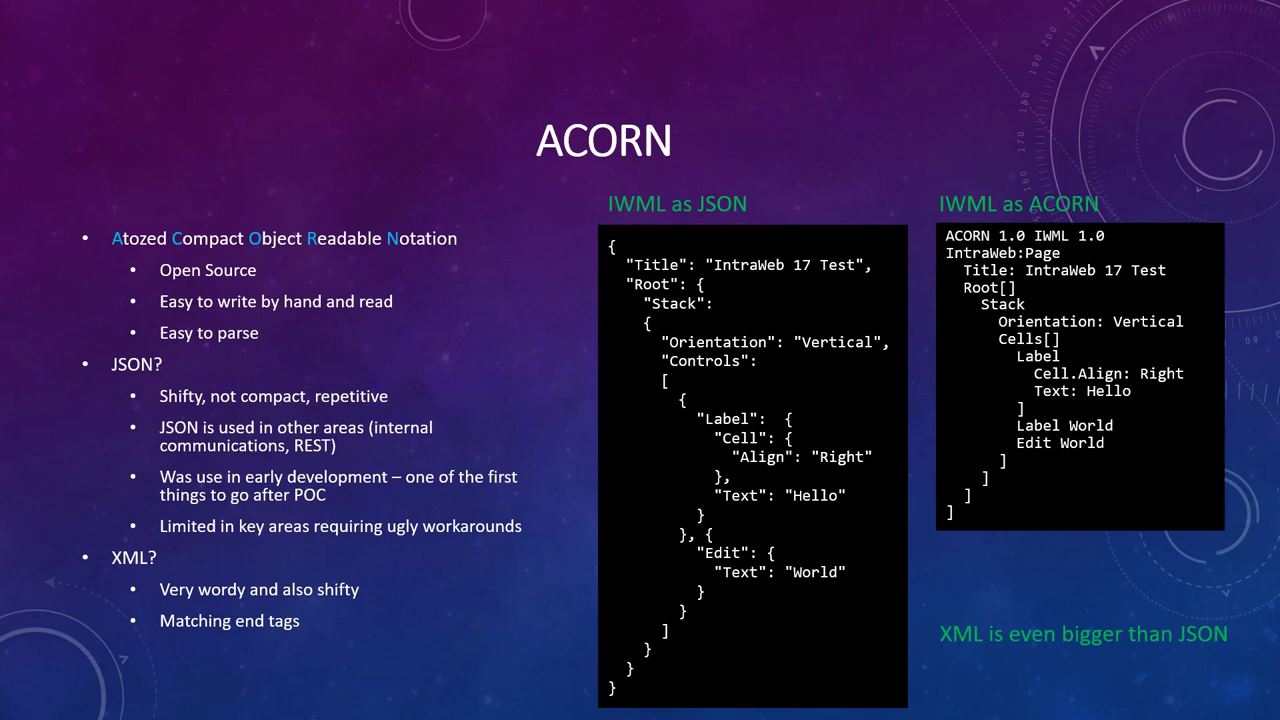 ACORN
• Atozed Compact Object Readable Notation
• Open Source
• Easy to write by hand and read
• Easy to parse
• JSON?
• Shifty, not compact, repetitive
• JSON is used in other areas (internal
communications, REST)
• Was use in early development – one of the first
things to go after POC
• Limited in key areas requiring ugly workarounds
• XML?
• Very wordy and also shifty
• Matching end tags
IWML as JSON
{
  "Title": "IntraWeb 17 Test",
  "Root": {
    "Stack":
    {
      "Orientation": "Vertical",
      "Controls":
      [
        {
          "Label":  {
            "Cell": {
              "Align": "Right"
            },
            "Text": "Hello"
          }
        }, {
          "Edit": {
            "Text": "World"
          }
        }
      ]
    }
  }
}
IWML as ACORN
ACORN 1.0 IWML 1.0
IntraWeb:Page
  Title: IntraWeb 17 Test
  Root[]
    Stack
      Orientation: Vertical
      Cells[]
        Label
          Cell.Align: Right
          Text: Hello
        ]
        Label World
        Edit World
      ]
    ]
  ]
]
XML is even bigger than JSON
210
200
190
180
170
160